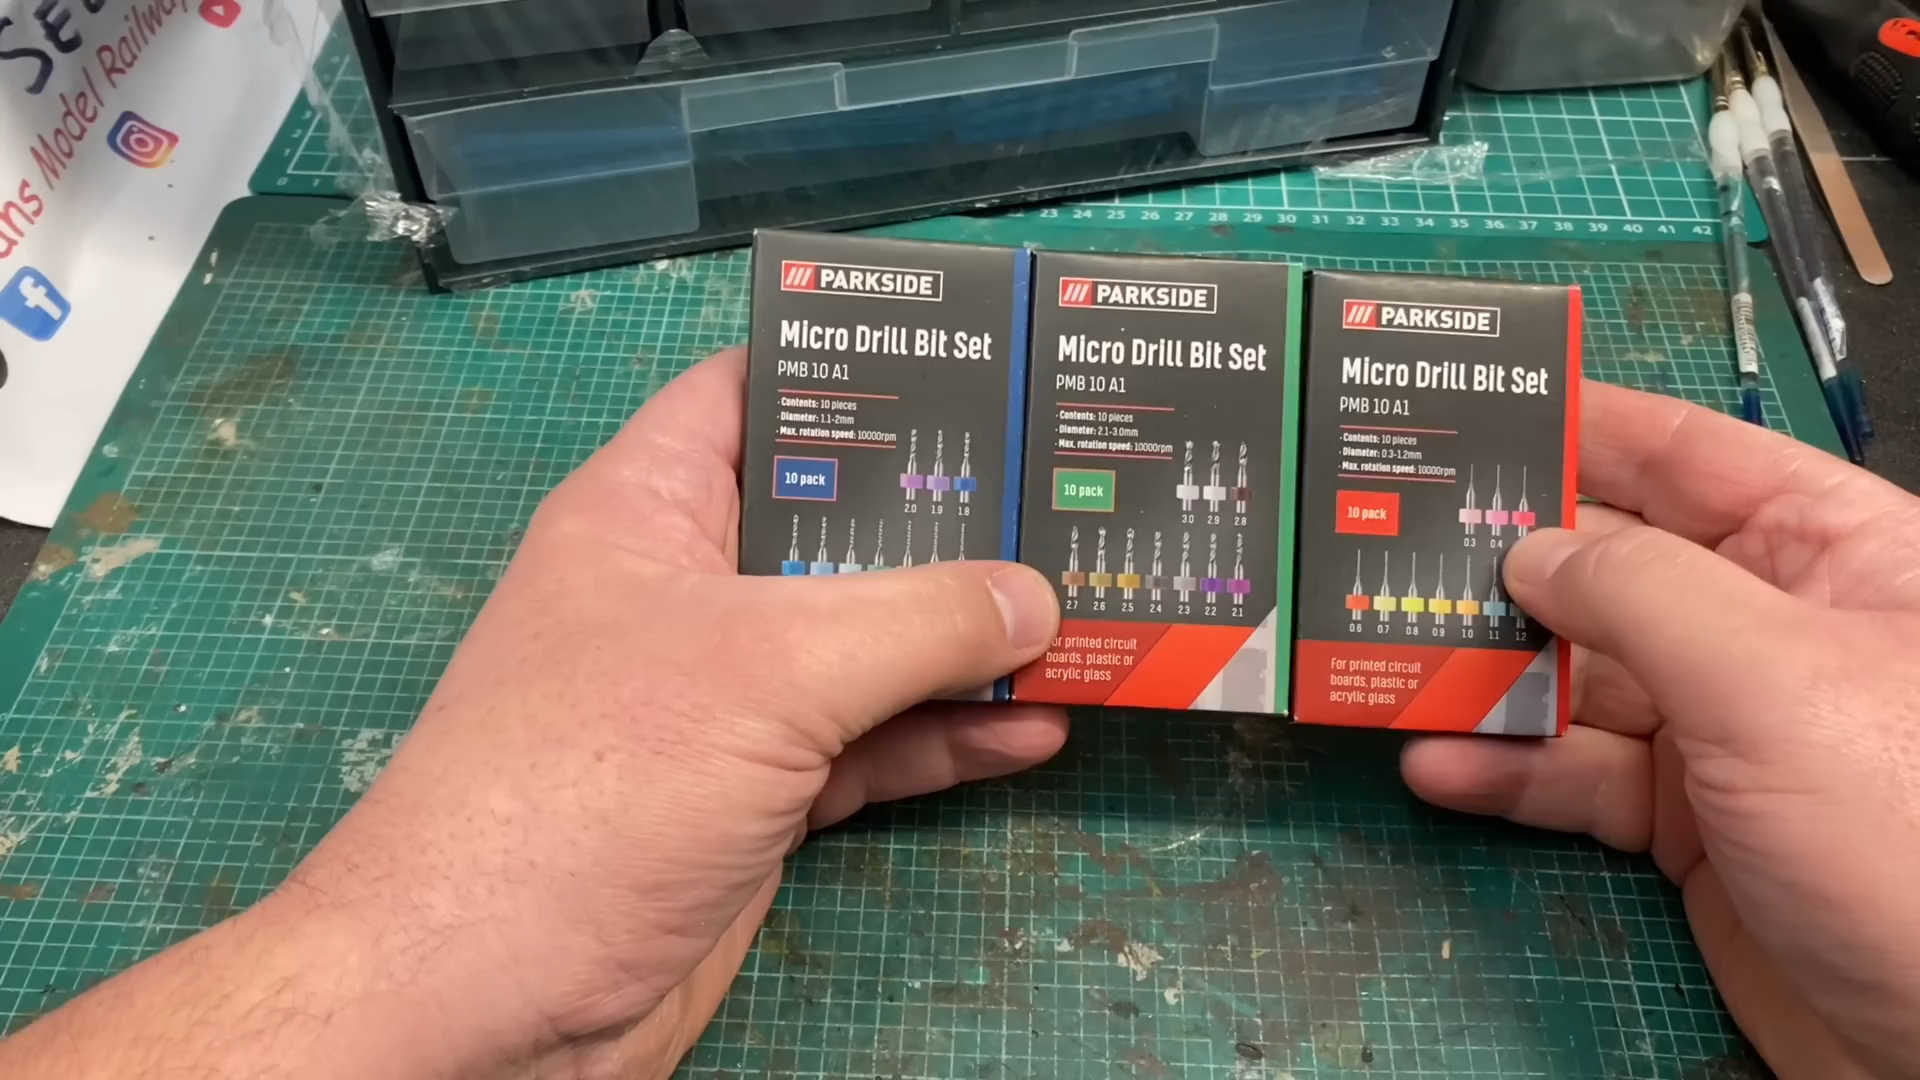 Model Railway
0 1
23 24 25 26 27 28 29 30 31 32 33 34 35 36 37 38 39 40 41 42
PARKSIDE
Micro Drill Bit Set
PMB 10 A1
· Contents: 10 pieces
· Diameter: 1.1-2mm
· Max. rotation speed: 10000rpm
10 pack
2.0 1.9 1.8
PARKSIDE
Micro Drill Bit Set
PMB 10 A1
· Contents: 10 pieces
· Diameter: 2.1-3.0mm
· Max. rotation speed: 10000rpm
10 pack
3.0 2.9 2.8
2.7 2.6 2.5 2.4 2.3 2.2 2.1
or printed circuit
boards, plastic or
acrylic glass
PARKSIDE
Micro Drill Bit Set
PMB 10 A1
· Contents: 10 pieces
· Diameter: 0.3-1.2mm
· Max. rotation speed: 10000rpm
10 pack
0.3 0.4
0.6 0.7 0.8 0.9 1.0 1.1 1.2
For printed circuit
boards, plastic or
acrylic glass